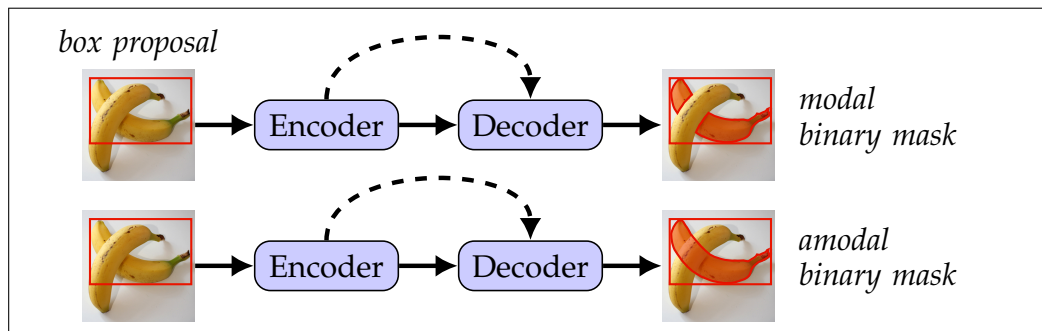 box proposal
Encoder
Decoder
modal
binary mask
Encoder
Decoder
amodal
binary mask